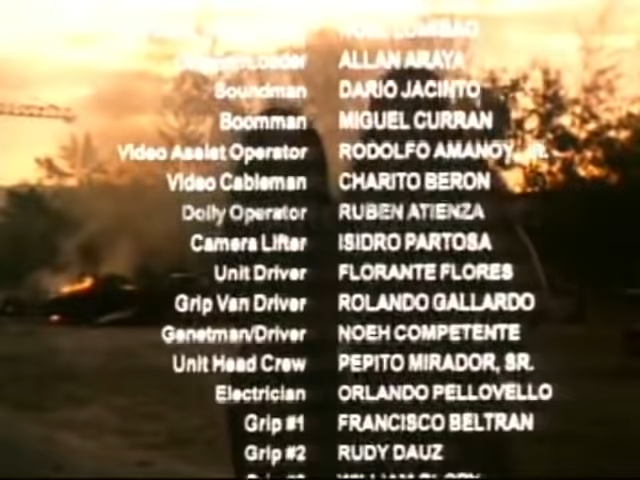 Loader ALLAN ARAYA
Soundman DARIO JACINTO
Boomman MIGUEL CURRAN
Video Assist Operator RODOLFO AMANOY, JR.
Video Cableman CHARITO BERON
Dolly Operator RUBEN ATIENZA
Camera Lifter ISIDRO PARTOSA
Unit Driver FLORANTE FLORES
Grip Van Driver ROLANDO GALLARDO
Genetman/Driver NOEH COMPETENTE
Unit Head Crew PEPITO MIRADOR, SR.
Electrician ORLANDO PELLOVELLO
Grip #1 FRANCISCO BELTRAN
Grip #2 RUDY DAUZ